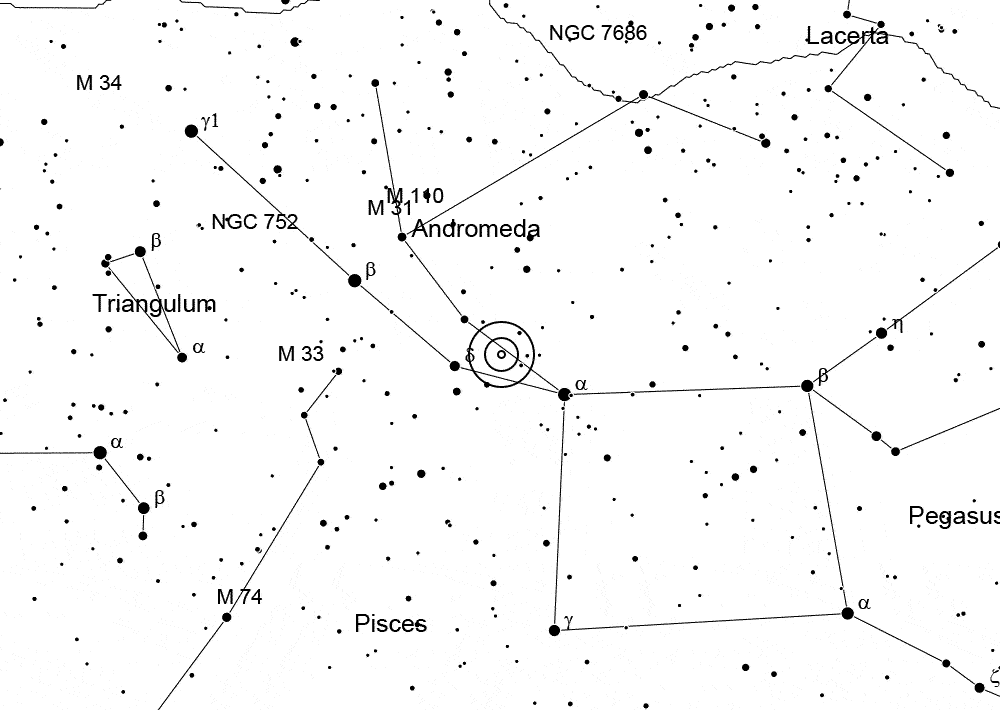 NGC 7686
Lacerta
M 34
γ1
M 110
M 31
NGC 752
Andromeda
β
β
Triangulum
η
α
M 33
δ
α
β
α
β
Pegasus
M 74
Pisces
γ
α
ζ